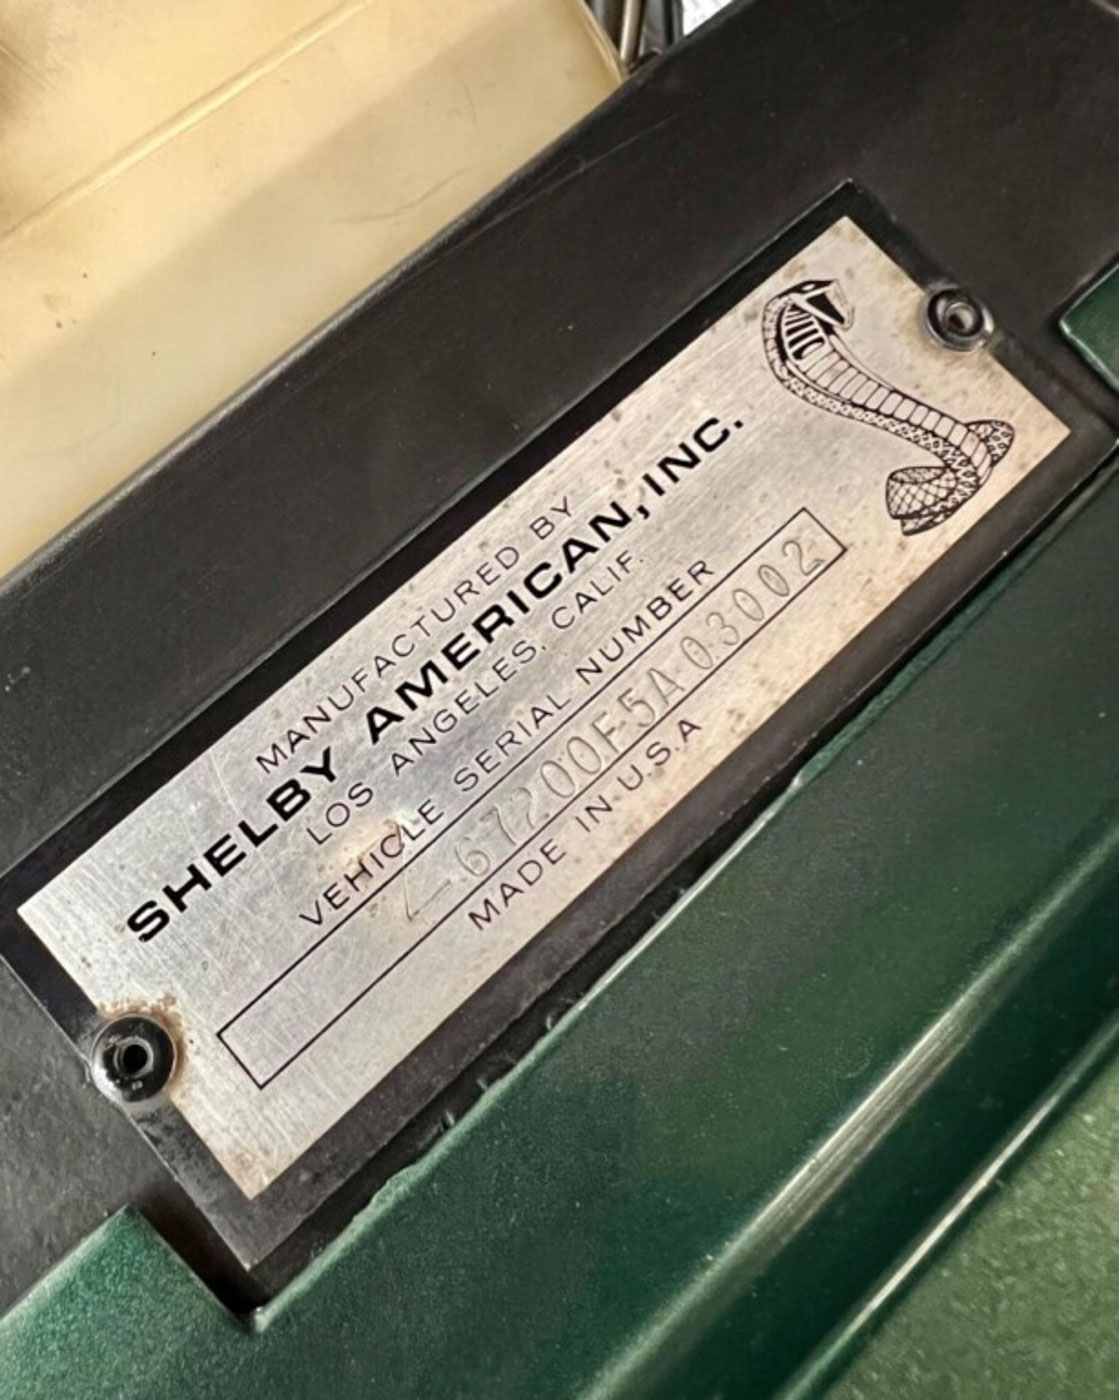 MANUFACTURED BY
SHELBY AMERICAN, INC.
LOS ANGELES, CALIF.
VEHICLE SERIAL NUMBER
67200F5A03002
MADE IN U.S.A